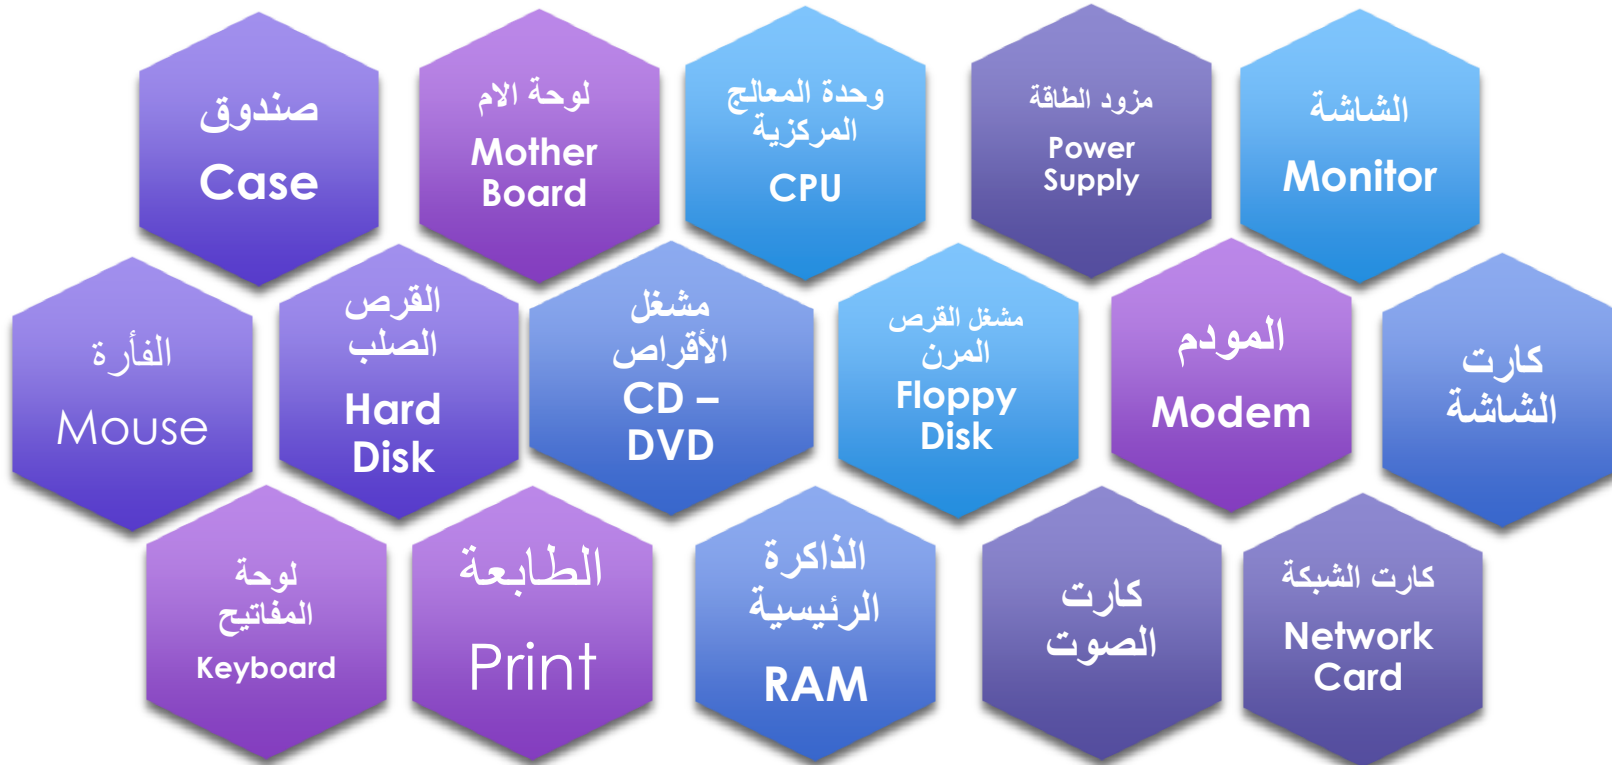 صندوق
Case
لوحة الام
Mother
Board
وحدة المعالج
المركزية
CPU
مزود الطاقة
Power
Supply
الشاشة
Monitor
الفأرة
Mouse
القرص
الصلب
Hard
Disk
مشغل
الأقراص
CD –
DVD
مشغل القرص
المرن
Floppy
Disk
المودم
Modem
كارت
الشاشة
لوحة
المفاتيح
Keyboard
الطابعة
Print
الذاكرة
الرئيسية
RAM
كارت
الصوت
كارت الشبكة
Network
Card